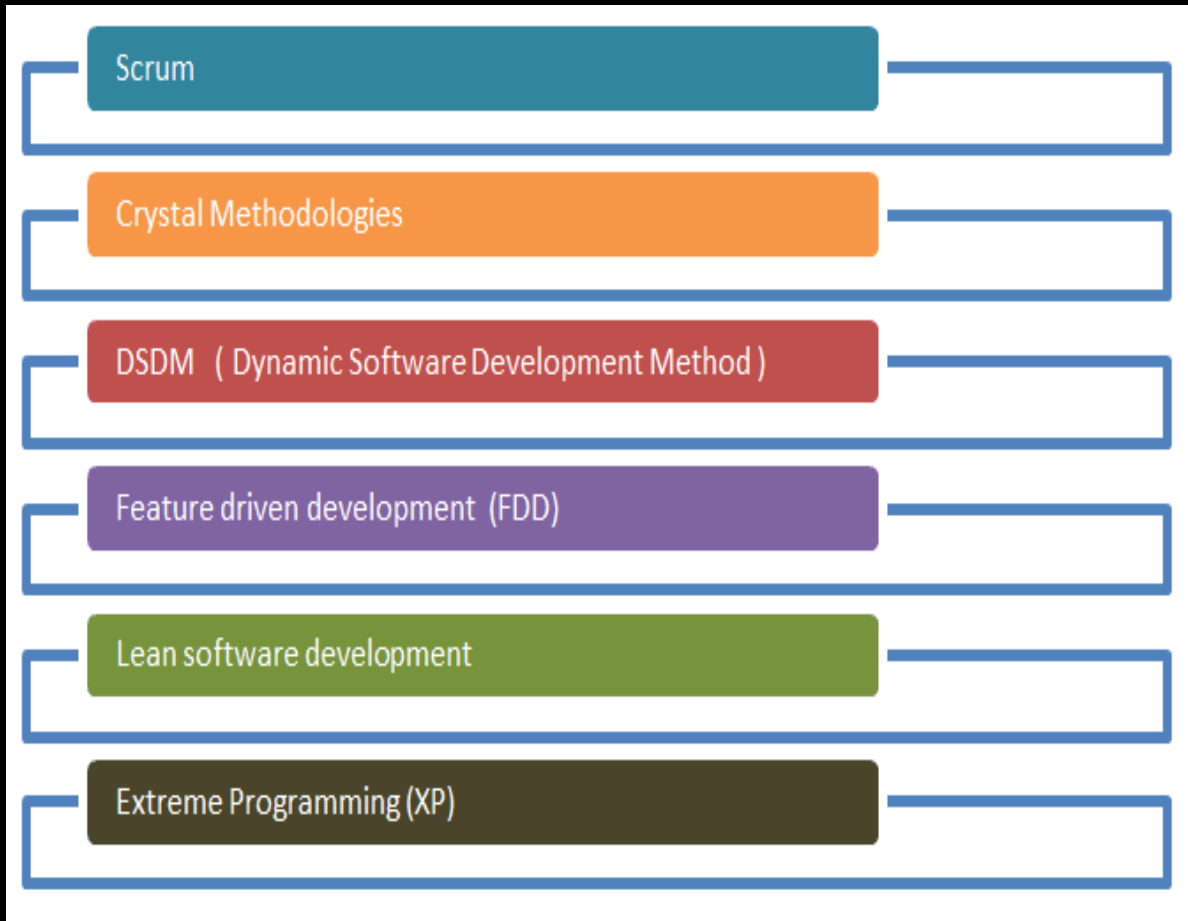 Scrum
Crystal Methodologies
DSDM ( Dynamic Software Development Method )
Feature driven development (FDD)
Lean software development
Extreme Programming (XP)